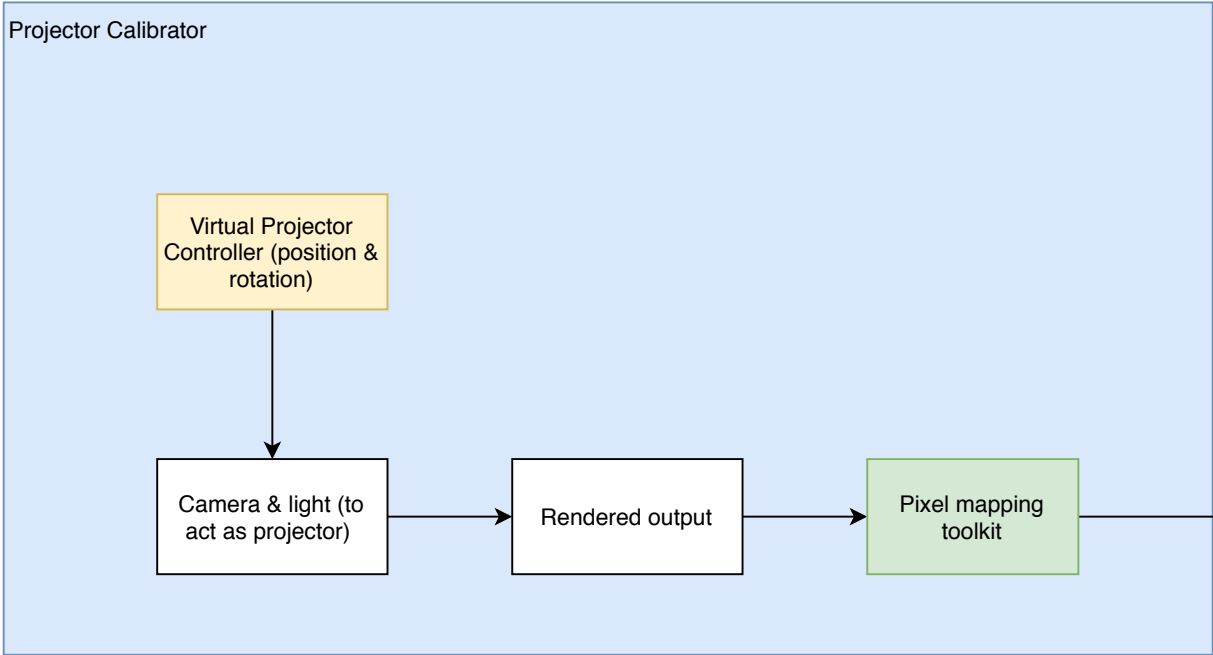 Projector Calibrator
Virtual Projector
Controller (position &
rotation)
Camera & light (to
act as projector)
Rendered output
Pixel mapping
toolkit